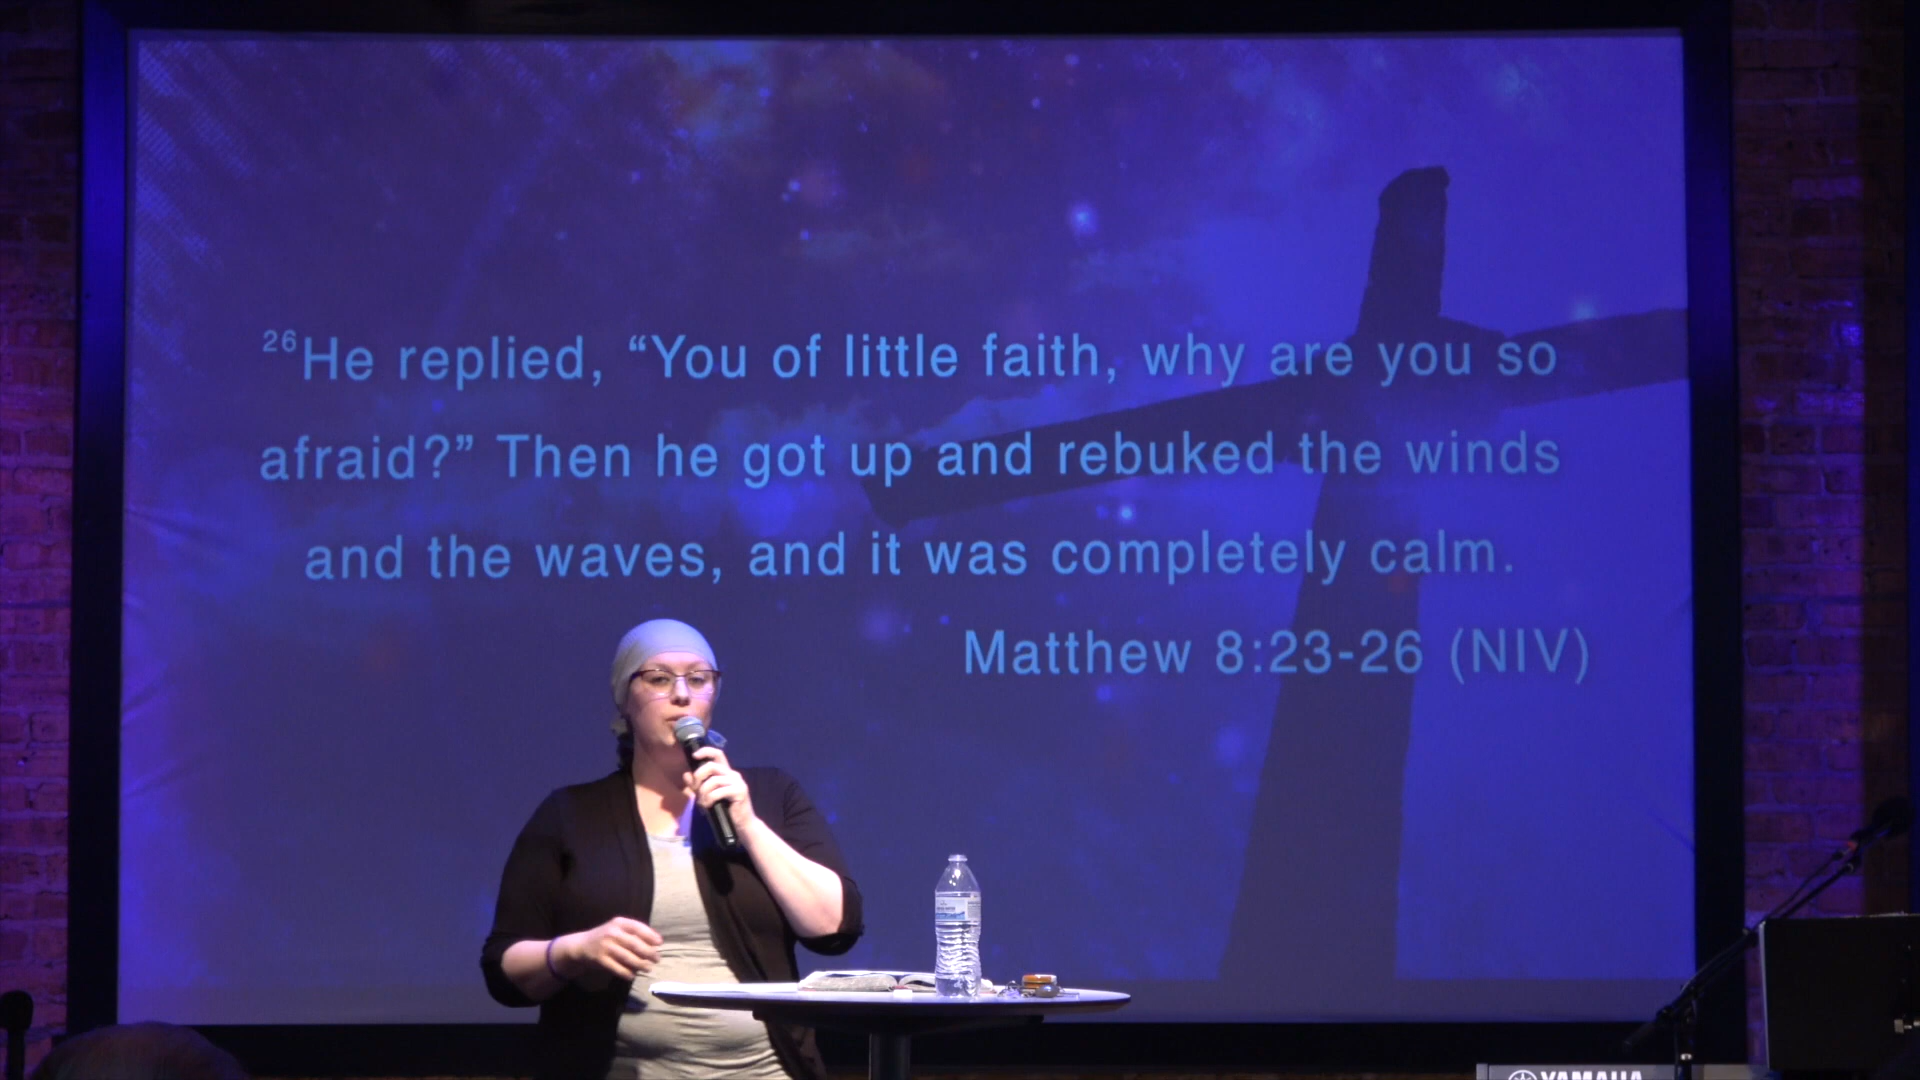 26He replied, “You of little faith, why are you so
afraid?” Then he got up and rebuked the winds
and the waves, and it was completely calm.
Matthew 8:23-26 (NIV)
YAMAHA